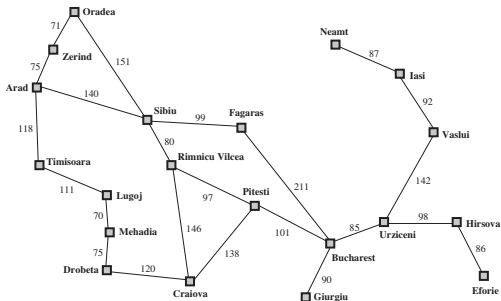 Oradea
71
Neamt
Zerind
87
151
75
Iasi
Arad
140
92
Sibiu
Fagaras
99
118
Vaslui
80
Timisoara
Rimnicu Vilcea
142
111
Pitesti
211
Lugoj
97
70
98
Hirsova
85
Mehadia
146
101
Urziceni
138
86
75
Bucharest
Drobeta
120
90
Craiova
Eforie
Giurgiu